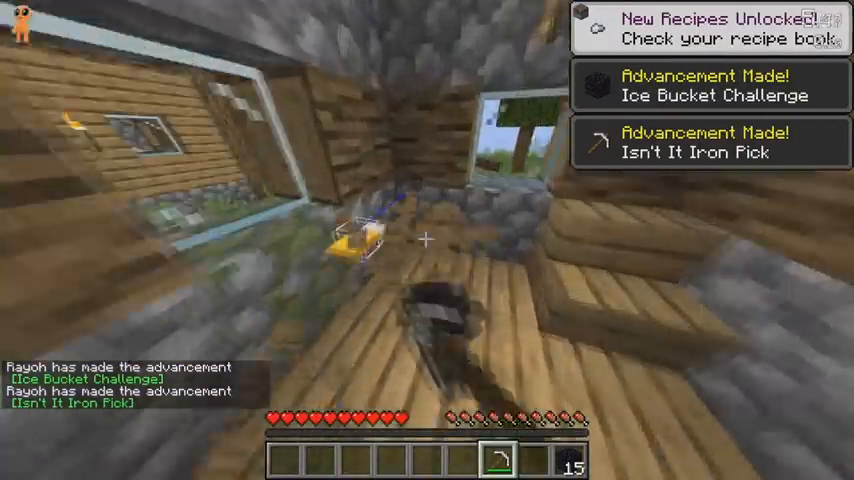 New Recipes Unlocked!
Check your recipe book
Advancement Made!
Ice Bucket Challenge
Advancement Made!
Isn't It Iron Pick
Rayoh has made the advancement
[Ice Bucket Challenge]
Rayoh has made the advancement
[Isn't It Iron Pick]
15